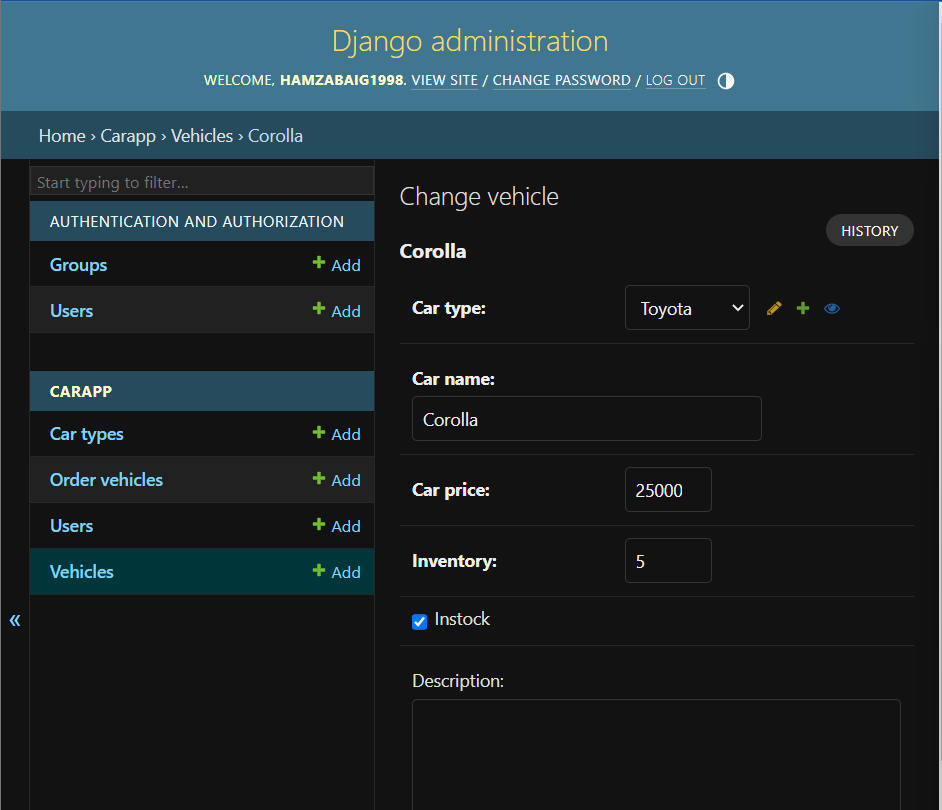 Django administration
WELCOME, HAMZABAIG1998. VIEW SITE / CHANGE PASSWORD / LOG OUT
Home › Carapp › Vehicles › Corolla
Start typing to filter...
AUTHENTICATION AND AUTHORIZATION
Groups + Add
Users + Add
CARAPP
Car types + Add
Order vehicles + Add
Users + Add
Vehicles + Add
«
Change vehicle
HISTORY
Corolla
Car type: Toyota
Car name:
Corolla
Car price: 25000
Inventory: 5
Instock
Description: